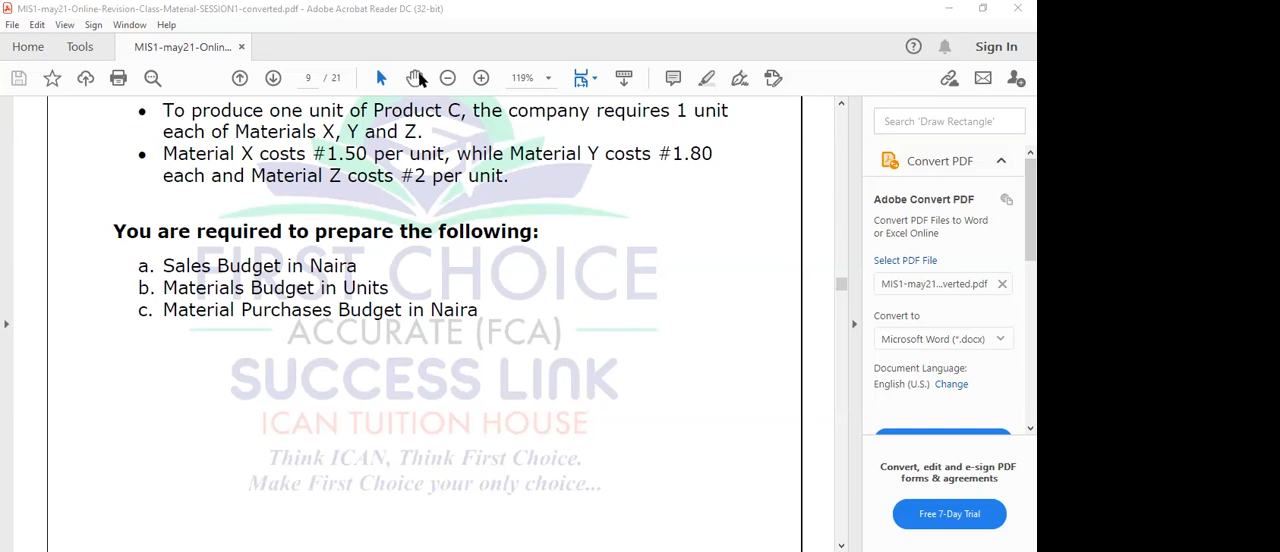 MIS1-may21-Online-Revision-Class-Material-SESSION1-converted.pdf - Adobe Acrobat Reader DC (32-bit)
File Edit View Sign Window Help
Home Tools MIS1-may21-Onlin... × Sign In
9 / 21 119%
• To produce one unit of Product C, the company requires 1 unit
each of Materials X, Y and Z.
• Material X costs #1.50 per unit, while Material Y costs #1.80
each and Material Z costs #2 per unit.
You are required to prepare the following:
a. Sales Budget in Naira
b. Materials Budget in Units
c. Material Purchases Budget in Naira
FIRST CHOICE
ACCURATE (FCA)
SUCCESS LINK
ICAN TUITION HOUSE
Think ICAN, Think First Choice.
Make First Choice your only choice...
Search 'Draw Rectangle'
Convert PDF
Adobe Convert PDF
Convert PDF Files to Word
or Excel Online
Select PDF File
MIS1-may21...verted.pdf
Convert to
Microsoft Word (*.docx)
Document Language:
English (U.S.) Change
Convert, edit and e-sign PDF
forms & agreements
Free 7-Day Trial